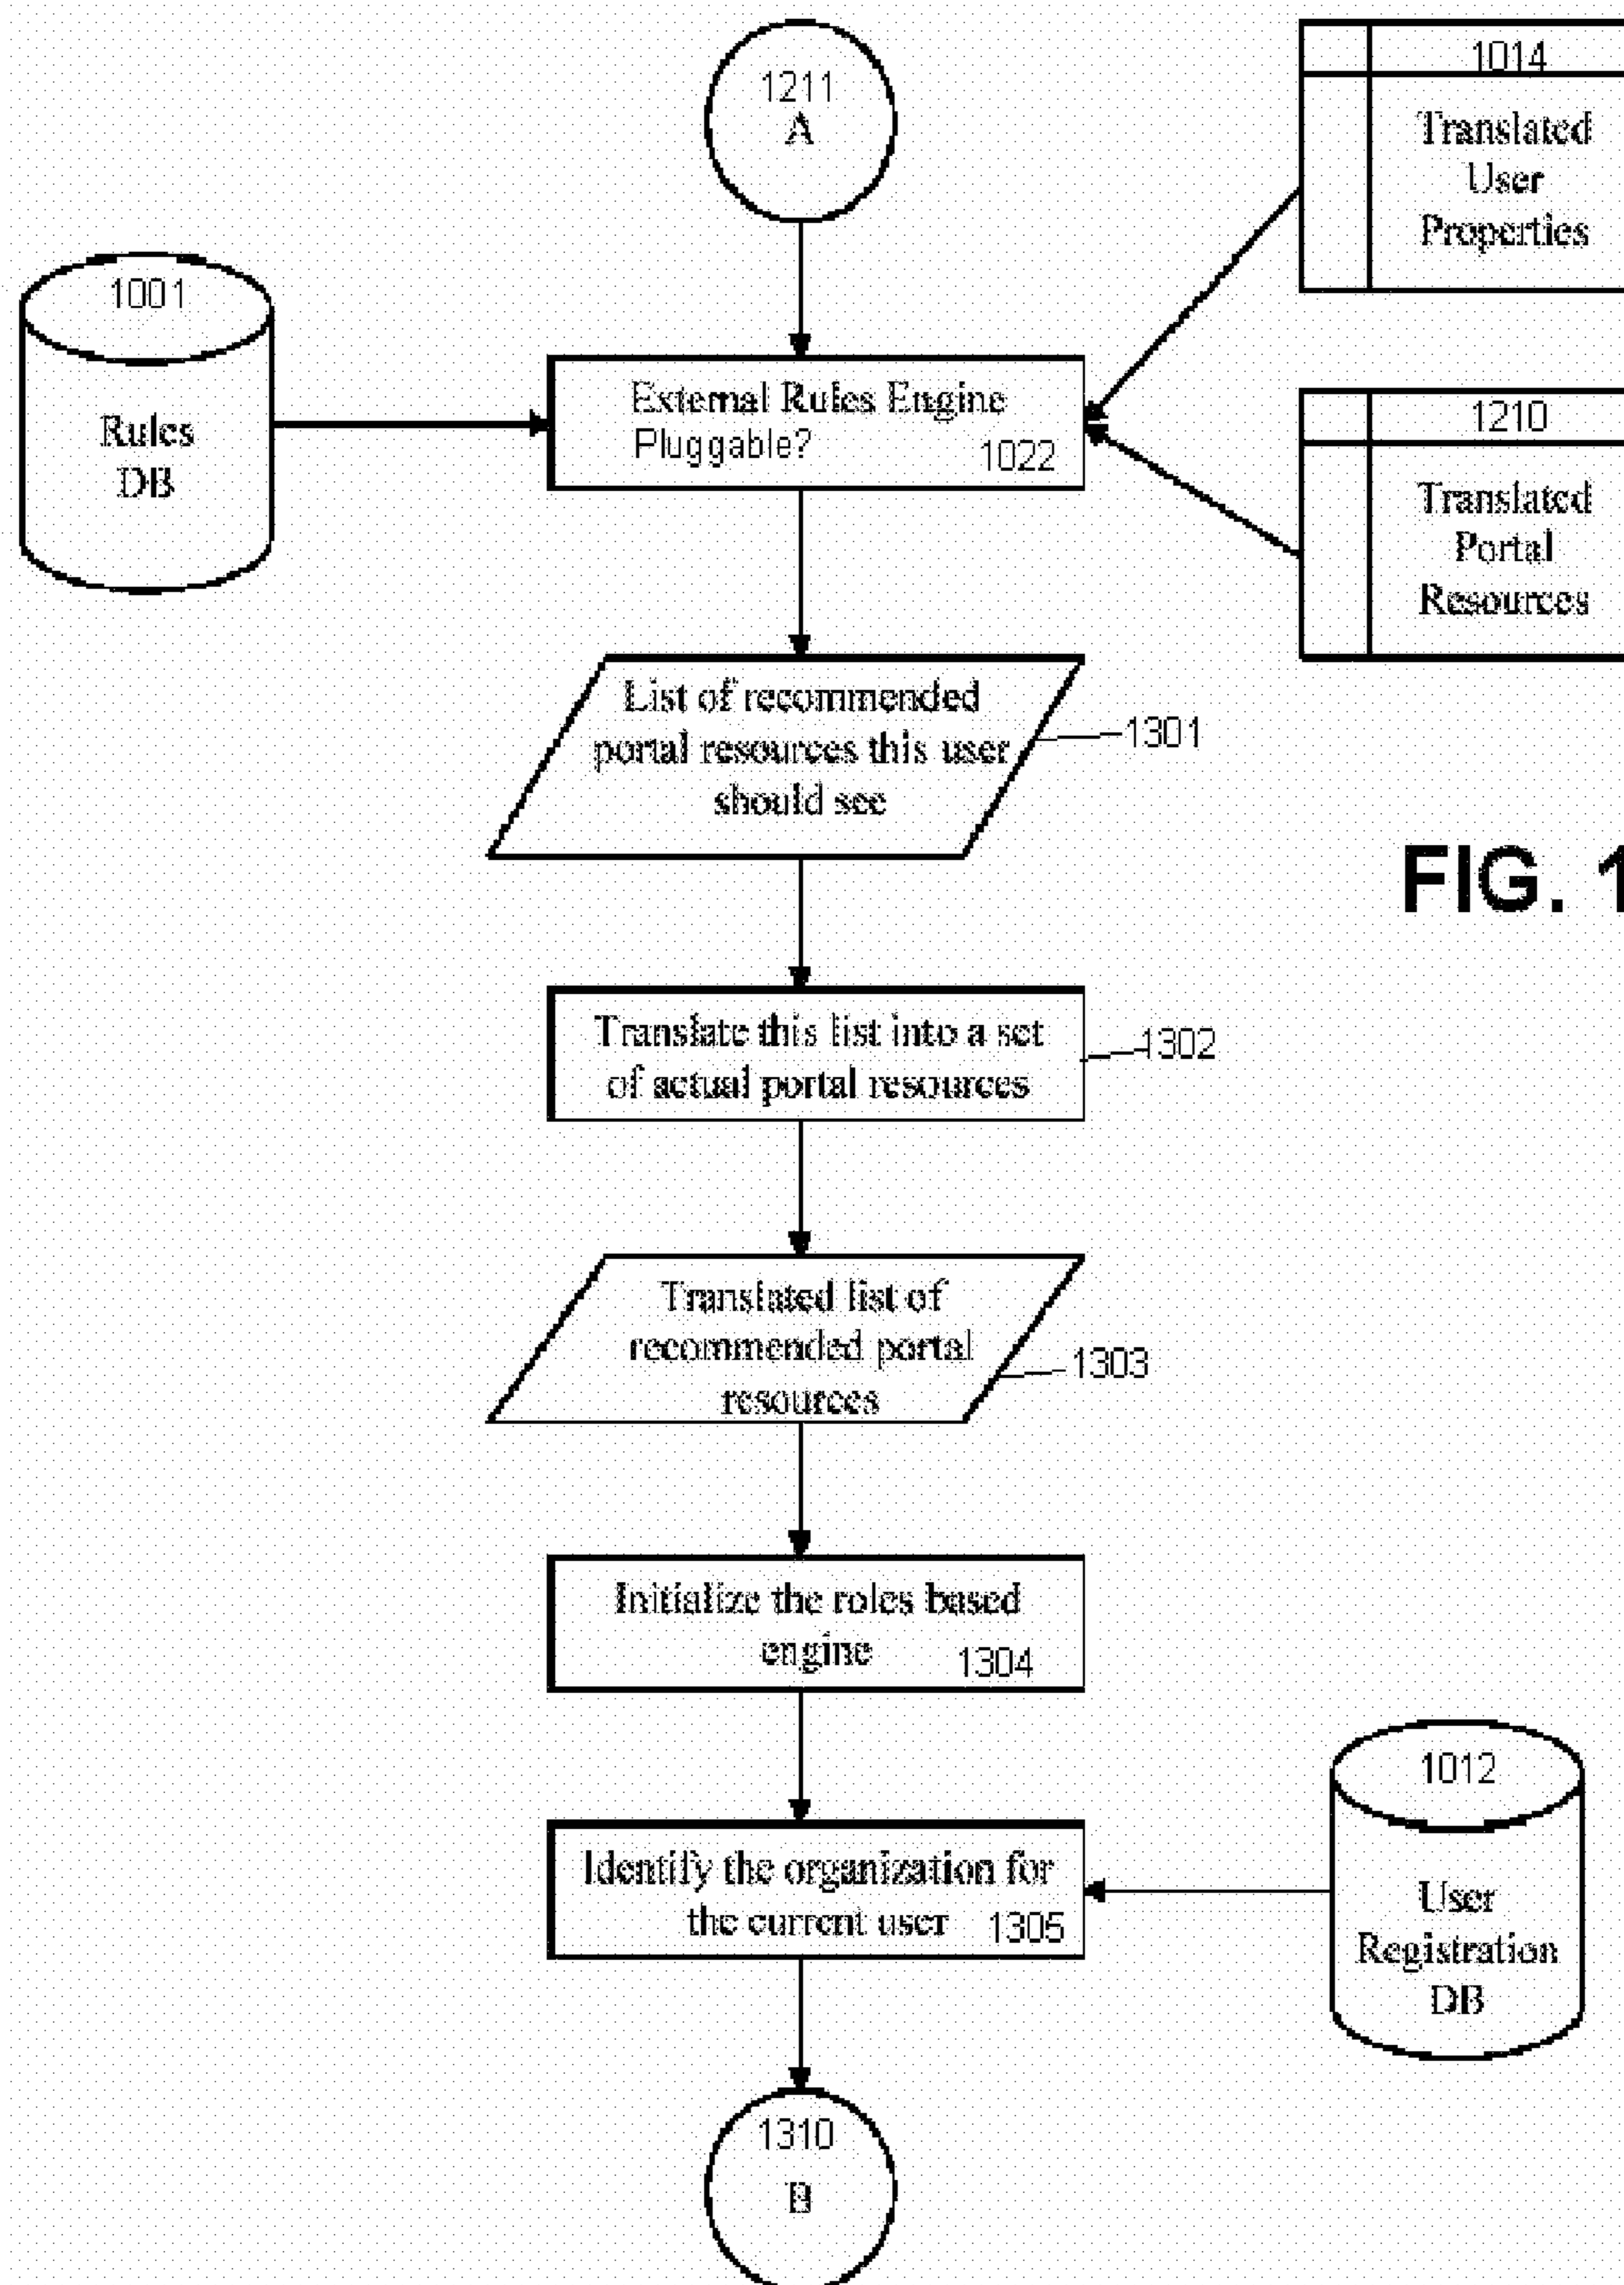 1211
A
1014
Translated
User
Properties
1001
Rules
DB
External Rules Engine
Pluggable?
1022
1210
Translated
Portal
Resources
List of recommended
portal resources this user
should see
1301
FIG. 1
Translate this list into a set
of actual portal resources
1302
Translated list of
recommended portal
resources
1303
Initialize the roles based
engine
1304
1012
User
Registration
DB
Identify the organization for
the current user
1305
1310
B